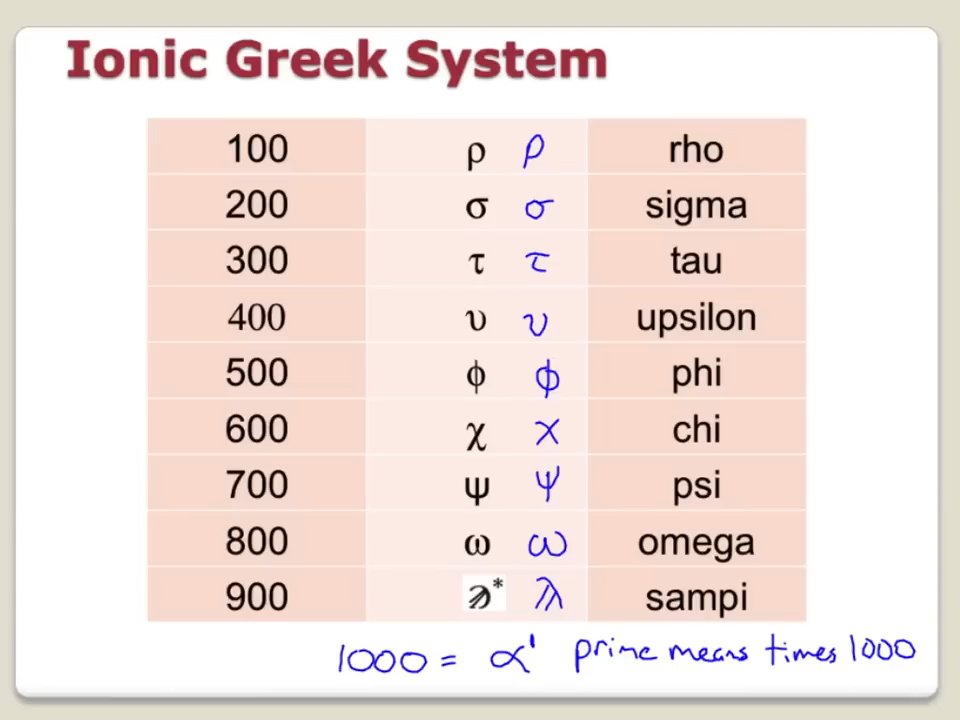 Ionic Greek System
100 ρ ρ rho
200 σ σ sigma
300 τ τ tau
400 υ υ upsilon
500 ϕ ϕ phi
600 χ χ chi
700 ψ ψ psi
800 ω ω omega
900 ϡ* ϡ sampi
1000 = α' prime means times 1000